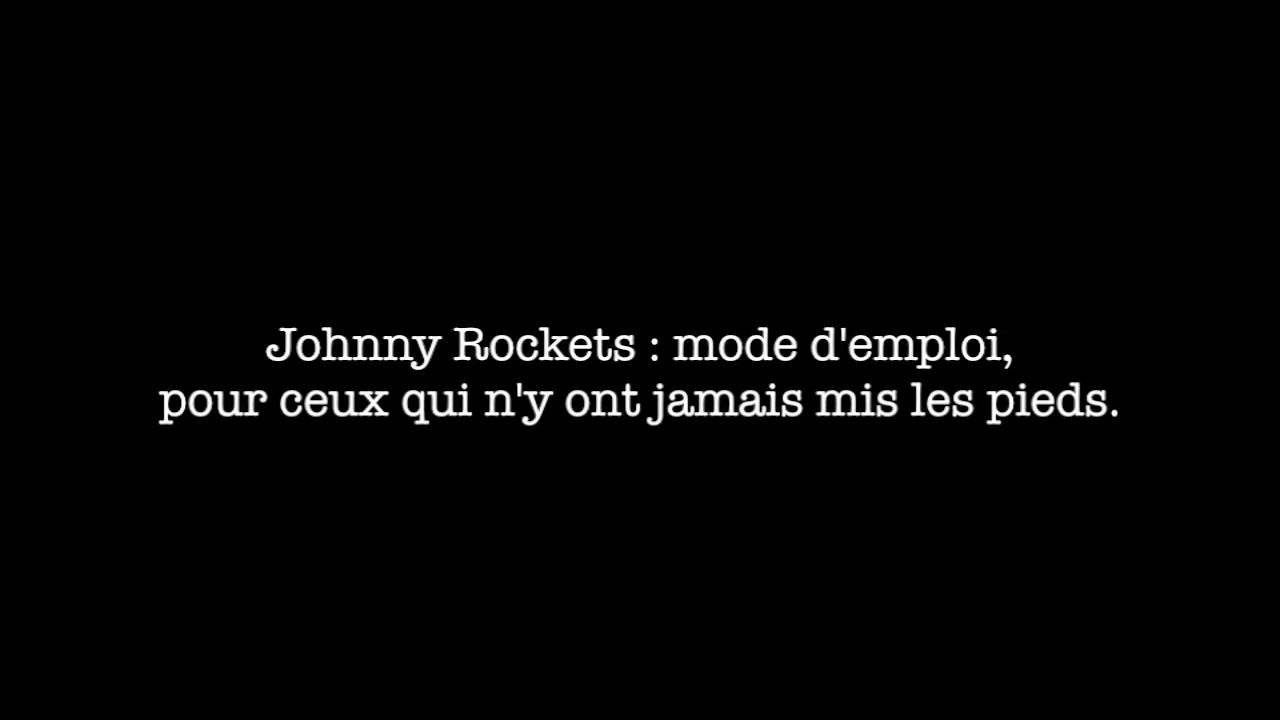 Johnny Rockets : mode d'emploi,
pour ceux qui n'y ont jamais mis les pieds.